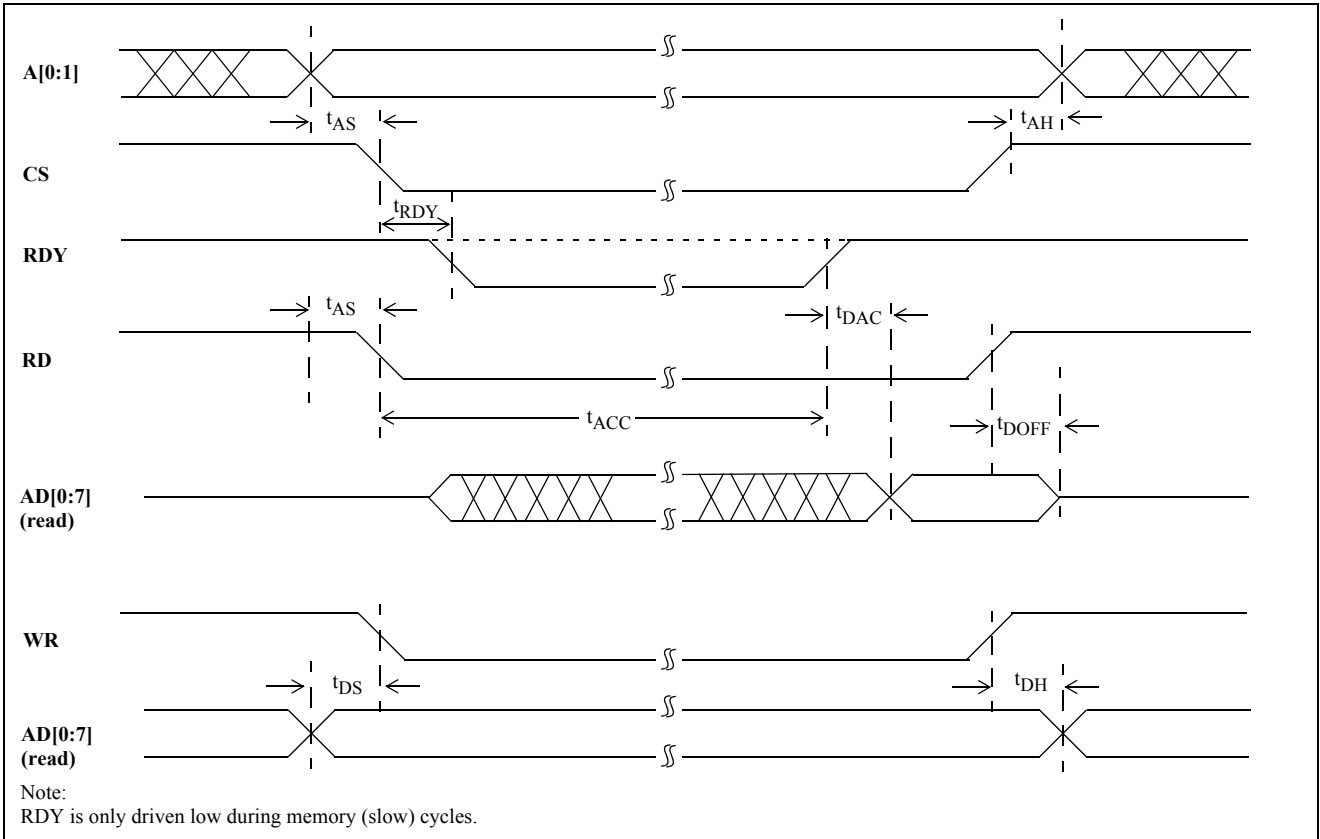 A[0:1]
tAS
tAH
CS
tRDY
RDY
tAS
tDAC
RD
tACC
tDOFF
AD[0:7]
(read)
WR
tDS
tDH
AD[0:7]
(read)
Note:
RDY is only driven low during memory (slow) cycles.